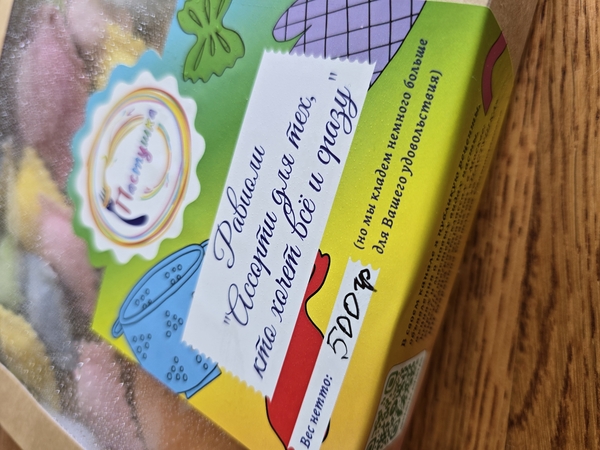 Пастушка
Равиоли
"Ассорти для тех,
кто хочет всё и сразу"
(но мы кладем немного больше
для Вашего удовольствия)
Вес нетто: 500гр